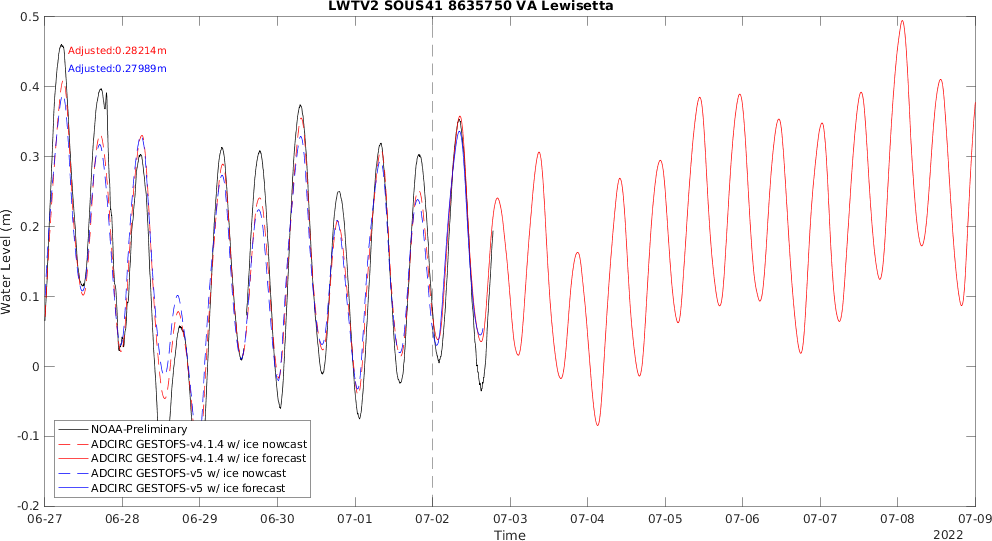 LWTV2 SOUS41 8635750 VA Lewisetta
Adjusted:0.28214m
Adjusted:0.27989m
Water Level (m)
0.5
0.4
0.3
0.2
0.1
0
-0.1
-0.2
NOAA-Preliminary
ADCIRC GESTOFS-v4.1.4 w/ ice nowcast
ADCIRC GESTOFS-v4.1.4 w/ ice forecast
ADCIRC GESTOFS-v5 w/ ice nowcast
ADCIRC GESTOFS-v5 w/ ice forecast
06-27 06-28 06-29 06-30 07-01 07-02 07-03 07-04 07-05 07-06 07-07 07-08 07-09
Time
2022